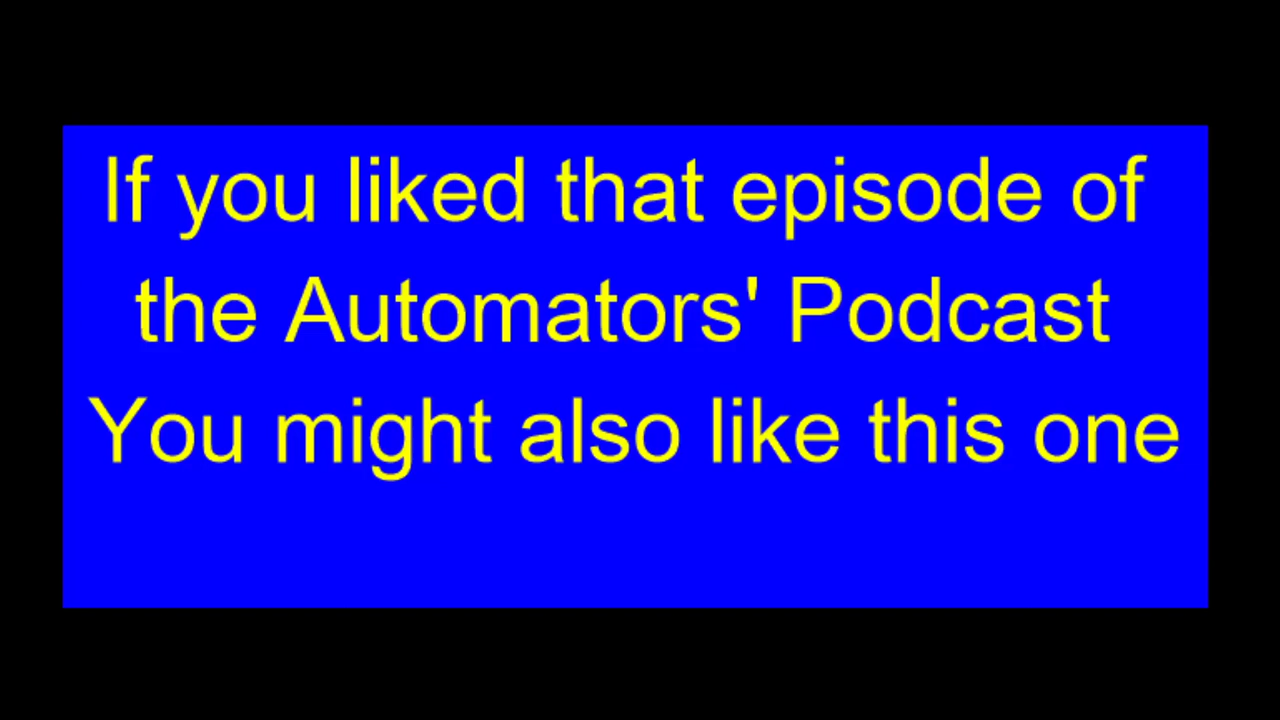 If you liked that episode of
the Automators' Podcast
You might also like this one